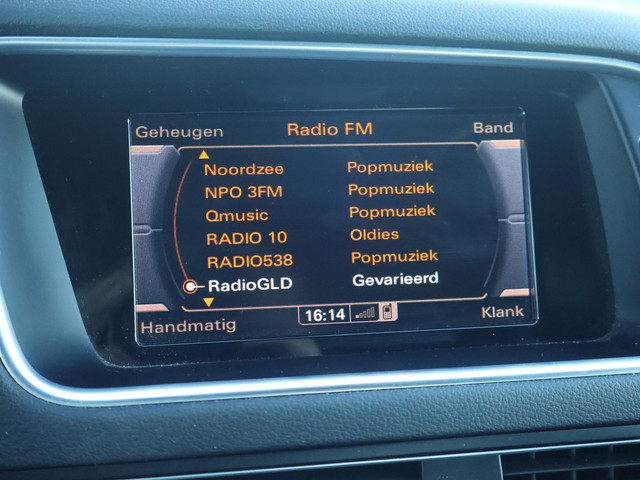 Geheugen Radio FM Band
Noordzee Popmuziek
NPO 3FM Popmuziek
Qmusic Popmuziek
RADIO 10 Oldies
RADIO538 Popmuziek
RadioGLD Gevarieerd
Handmatig 16:14 Klank